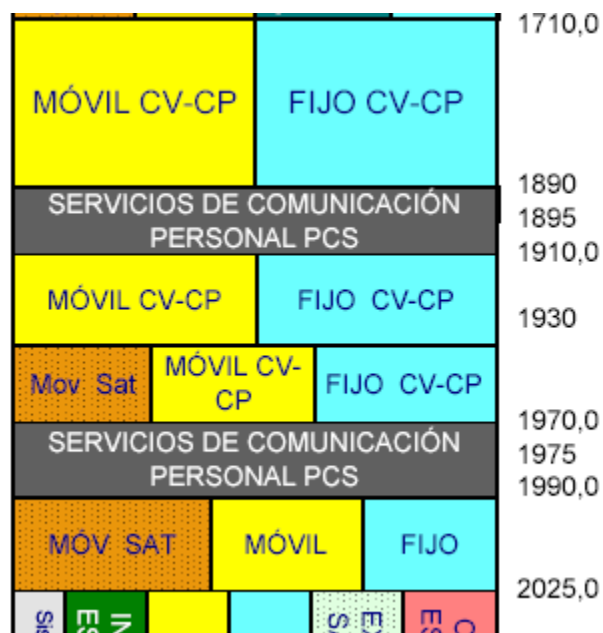 1710,0
MÓVIL CV-CP FIJO CV-CP
1890
SERVICIOS DE COMUNICACIÓN
PERSONAL PCS
1895
1910,0
MÓVIL CV-CP FIJO CV-CP
1930
Mov Sat
MÓVIL CV-
CP
FIJO CV-CP
1970,0
SERVICIOS DE COMUNICACIÓN
PERSONAL PCS
1975
1990,0
MÓV SAT MÓVIL FIJO
2025,0